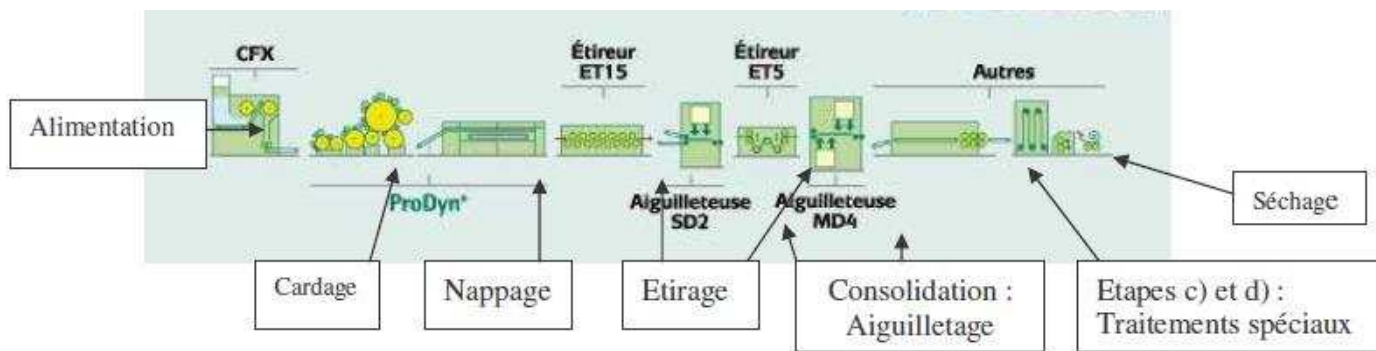 CFX
Étireur
ET15
Étireur
ET5
Autres
Alimentation
ProDyn*
Aiguilleteuse
SD2
Aiguilleteuse
MD4
Séchage
Cardage
Nappage
Etirage
Consolidation :
Aiguilletage
Etapes c) et d) :
Traitements spéciaux